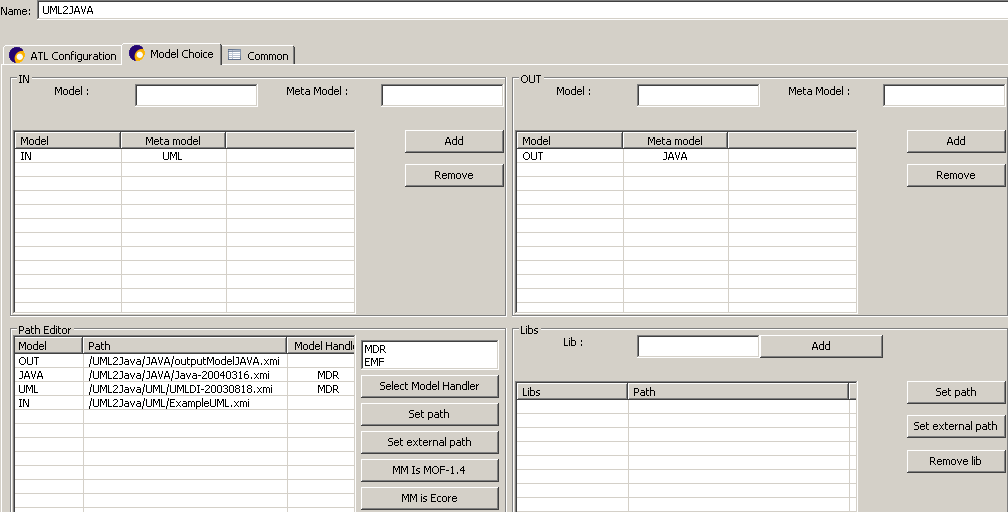 Name: UML2JAVA
ATL Configuration Model Choice Common
IN
Model : Meta Model :
Model Meta model
IN UML
Add
Remove
OUT
Model : Meta Model :
Model Meta model
OUT JAVA
Add
Remove
Path Editor
Model Path Model Handle
OUT /UML2Java/JAVA/outputModelJAVA.xmi
JAVA /UML2Java/JAVA/Java-20040316.xmi MDR
UML /UML2Java/UML/UMLDI-20030818.xmi MDR
IN /UML2Java/UML/ExampleUML.xmi
MDR
EMF
Select Model Handler
Set path
Set external path
MM Is MOF-1.4
MM is Ecore
Libs
Lib : Add
Libs Path
Set path
Set external path
Remove lib